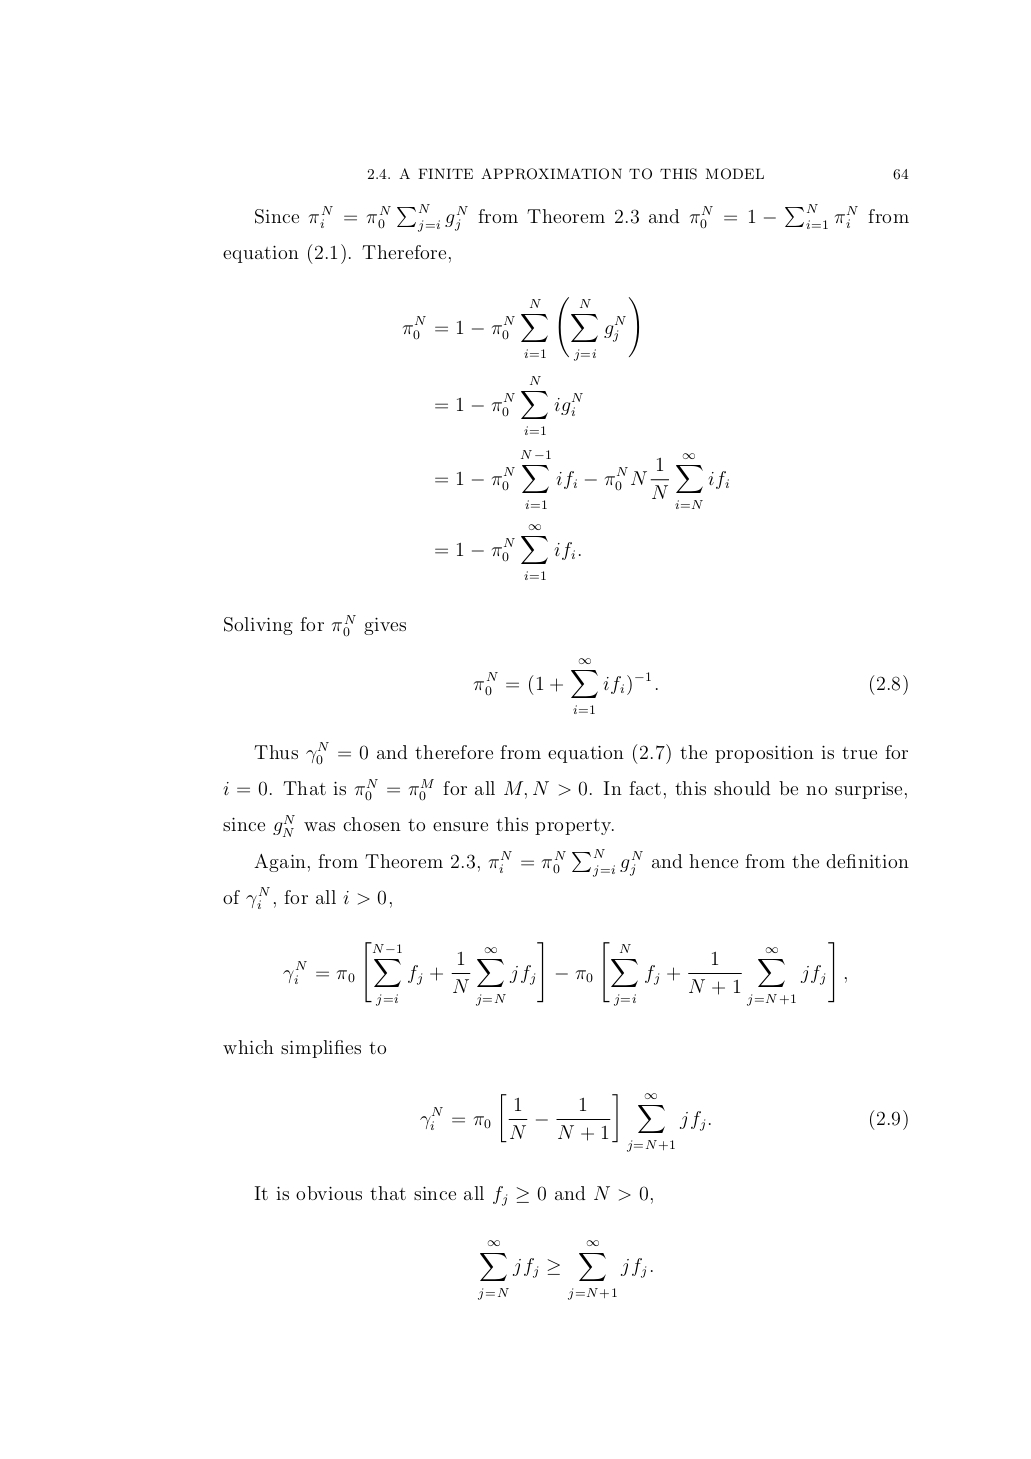 2.4. A FINITE APPROXIMATION TO THIS MODEL 64
Since $\pi_i^N = \pi_0^N \sum_{j=i}^N g_j^N$ from Theorem 2.3 and $\pi_0^N = 1 - \sum_{i=1}^N \pi_i^N$ from
equation (2.1). Therefore,
$\pi_0^N = 1 - \pi_0^N \sum_{i=1}^N \left( \sum_{j=i}^N g_j^N \right)$
$= 1 - \pi_0^N \sum_{i=1}^N i g_i^N$
$= 1 - \pi_0^N \sum_{i=1}^{N-1} i f_i - \pi_0^N N \frac{1}{N} \sum_{i=N}^\infty i f_i$
$= 1 - \pi_0^N \sum_{i=1}^\infty i f_i.$
Soliving for $\pi_0^N$ gives
$\pi_0^N = (1 + \sum_{i=1}^\infty i f_i)^{-1}.$ (2.8)
Thus $\gamma_0^N = 0$ and therefore from equation (2.7) the proposition is true for
$i = 0$. That is $\pi_0^N = \pi_0^M$ for all $M, N > 0$. In fact, this should be no surprise,
since $g_N^N$ was chosen to ensure this property.
Again, from Theorem 2.3, $\pi_i^N = \pi_0^N \sum_{j=i}^N g_j^N$ and hence from the definition
of $\gamma_i^N$, for all $i > 0$,
$\gamma_i^N = \pi_0 \left[ \sum_{j=i}^{N-1} f_j + \frac{1}{N} \sum_{j=N}^\infty j f_j \right] - \pi_0 \left[ \sum_{j=i}^N f_j + \frac{1}{N+1} \sum_{j=N+1}^\infty j f_j \right],$
which simplifies to
$\gamma_i^N = \pi_0 \left[ \frac{1}{N} - \frac{1}{N+1} \right] \sum_{j=N+1}^\infty j f_j.$ (2.9)
It is obvious that since all $f_j \geq 0$ and $N > 0$,
$\sum_{j=N}^\infty j f_j \geq \sum_{j=N+1}^\infty j f_j.$